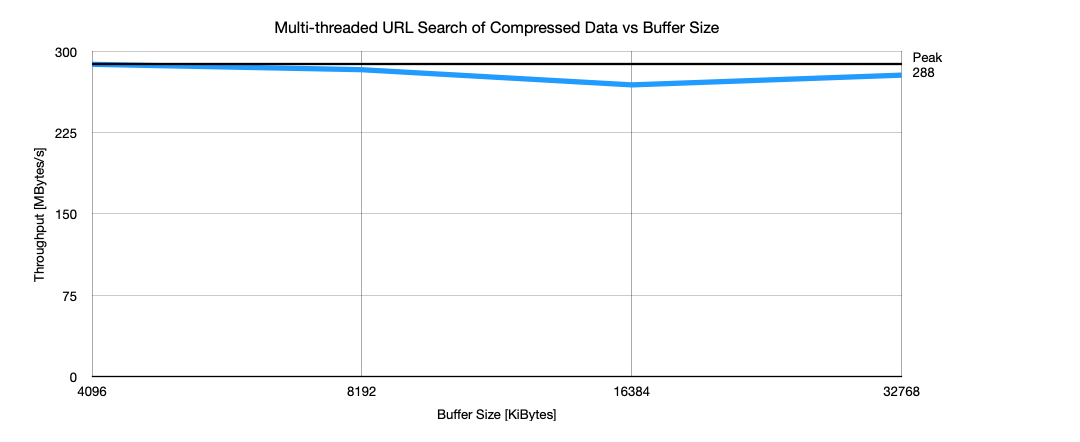 Multi-threaded URL Search of Compressed Data vs Buffer Size
300
Peak
288
225
150
75
0
Throughput [MBytes/s]
4096 8192 16384 32768
Buffer Size [KiBytes]